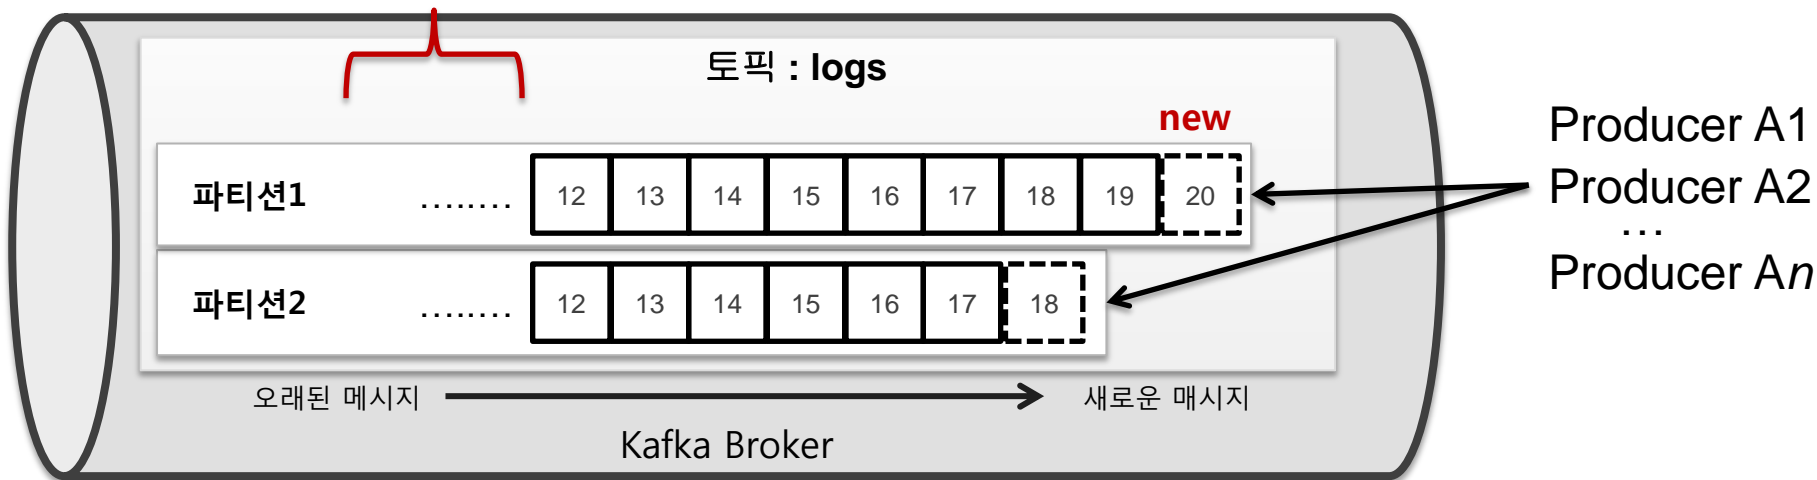 토픽 : logs
new
파티션1 ........ 12 13 14 15 16 17 18 19 20
파티션2 ........ 12 13 14 15 16 17 18
오래된 메시지
새로운 매시지
Kafka Broker
Producer A1
Producer A2
...
Producer An